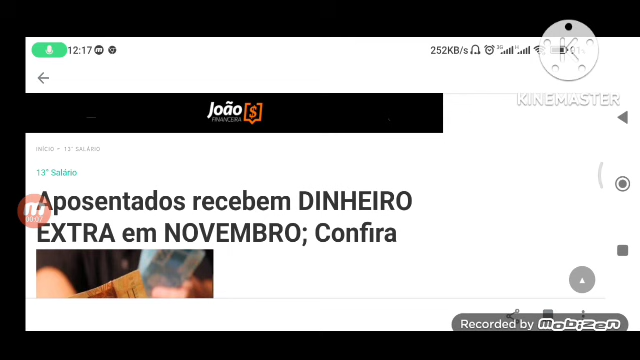 12:17
252KB/s
KINEMASTER
João
FINANCEIRA
INÍCIO • 13° SALÁRIO
13° Salário
Aposentados recebem DINHEIRO
EXTRA em NOVEMBRO; Confira
Recorded by MOBIZEN